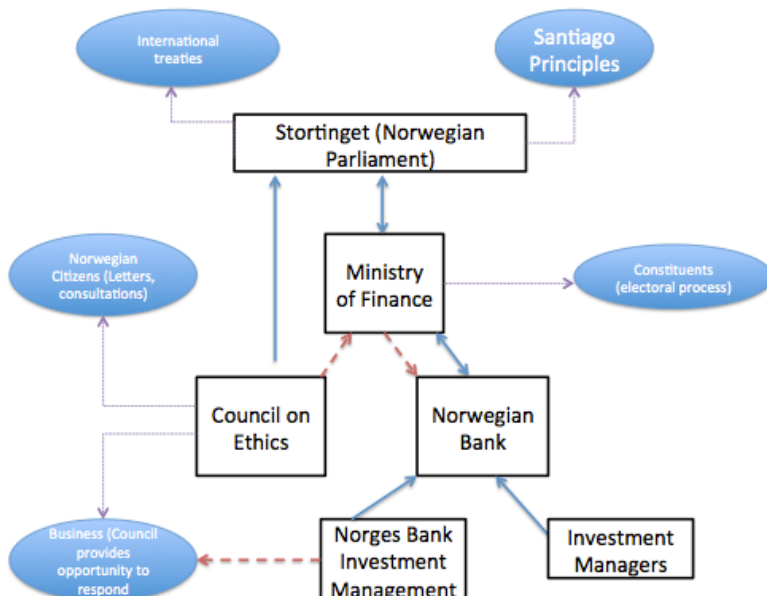 International
treaties
Santiago
Principles
Stortinget (Norwegian
Parliament)
Norwegian
Citizens (Letters,
consultations)
Ministry
of Finance
Constituents
(electoral process)
Council on
Ethics
Norwegian
Bank
Business (Council
provides
opportunity to
respond
Norges Bank
Investment
Management
Investment
Managers